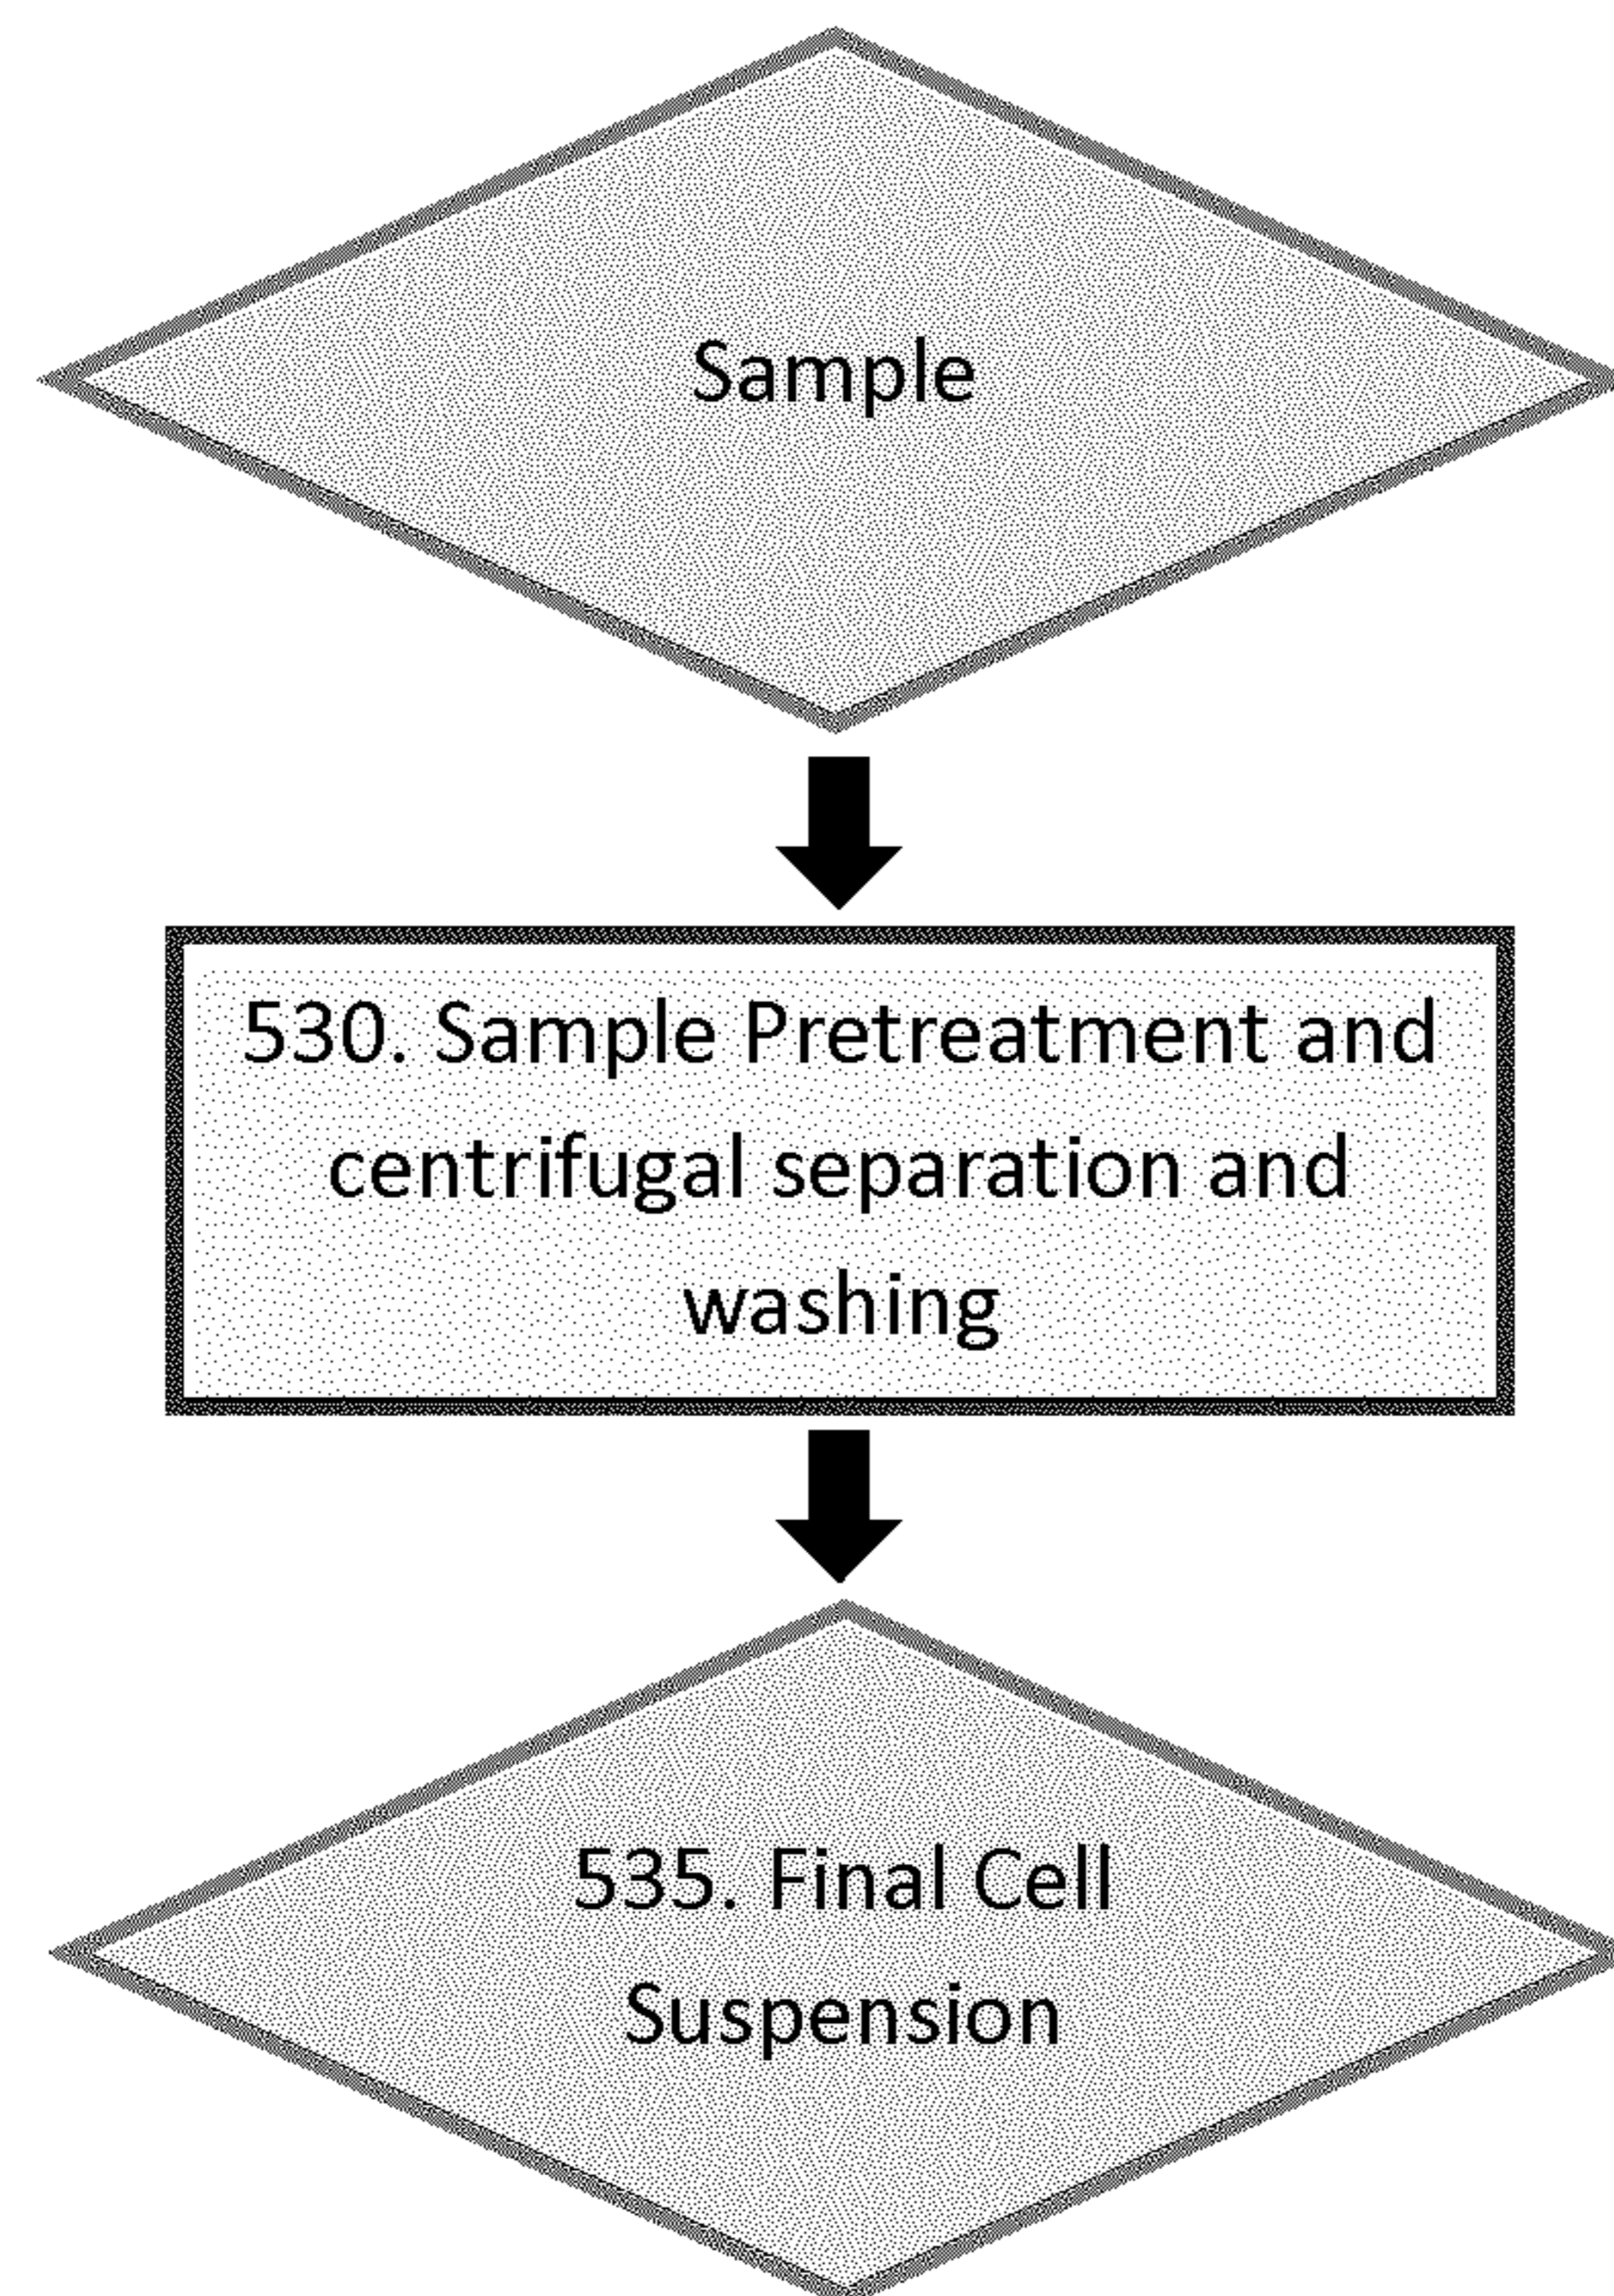 Sample
530. Sample Pretreatment and
centrifugal separation and
washing
535. Final Cell
Suspension